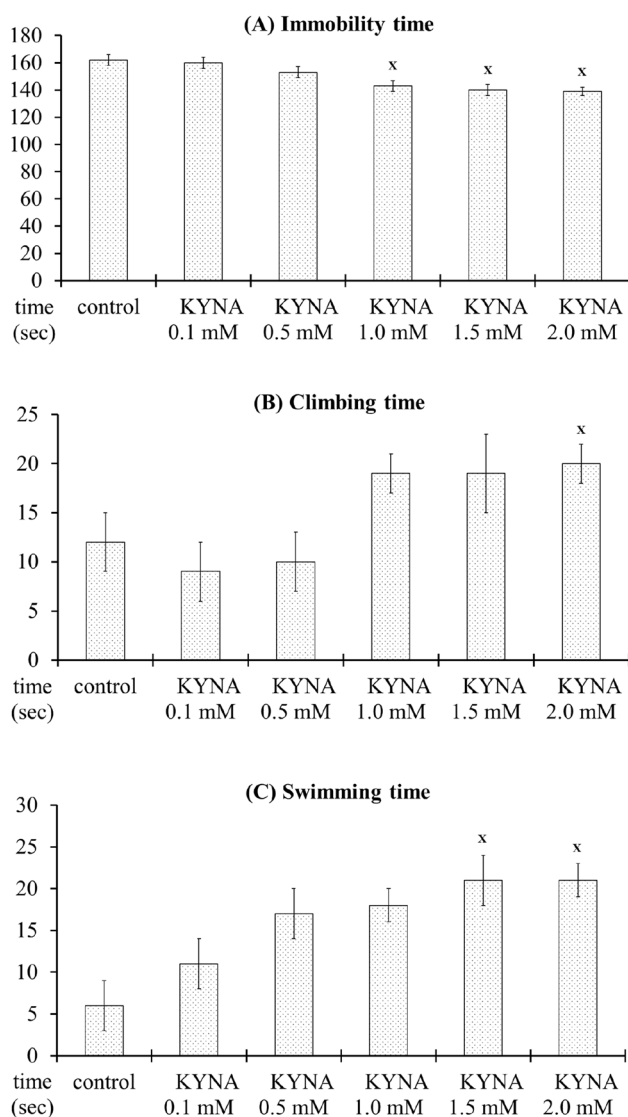 (A) Immobility time
180
160
140
120
100
80
60
40
20
0
x x x
time control KYNA KYNA KYNA KYNA KYNA
(sec) 0.1 mM 0.5 mM 1.0 mM 1.5 mM 2.0 mM
(B) Climbing time
25
20
15
10
5
0
x
time control KYNA KYNA KYNA KYNA KYNA
(sec) 0.1 mM 0.5 mM 1.0 mM 1.5 mM 2.0 mM
(C) Swimming time
30
25
20
15
10
5
0
x x
time control KYNA KYNA KYNA KYNA KYNA
(sec) 0.1 mM 0.5 mM 1.0 mM 1.5 mM 2.0 mM